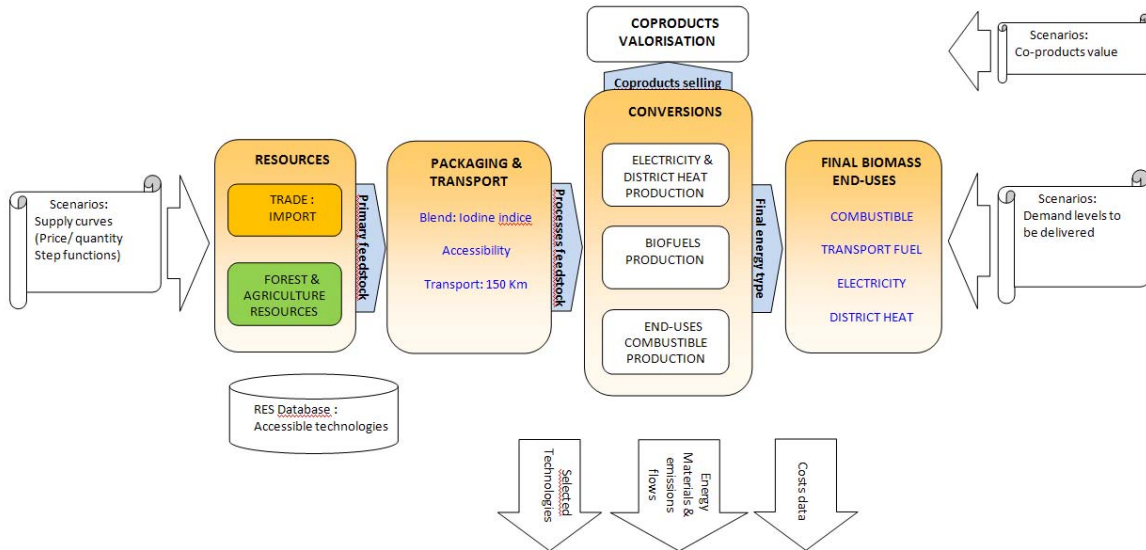 COPRODUCTS
VALORISATION
Scenarios:
Co-products value
Coproducts selling
CONVERSIONS
RESOURCES
TRADE :
IMPORT
FOREST &
AGRICULTURE
RESOURCES
Primary feedstock
PACKAGING &
TRANSPORT
Blend: Iodine indice
Accessibility
Transport: 150 Km
Processes feedstock
ELECTRICITY &
DISTRICT HEAT
PRODUCTION
BIOFUELS
PRODUCTION
END-USES
COMBUSTIBLE
PRODUCTION
Final energy type
FINAL BIOMASS
END-USES
COMBUSTIBLE
TRANSPORT FUEL
ELECTRICITY
DISTRICT HEAT
Scenarios:
Supply curves
(Price/ quantity
Step functions)
Scenarios:
Demand levels to
be delivered
RES Database :
Accessible technologies
Selected
Technologies
Energy
Materials &
emissions
flows
Costs data